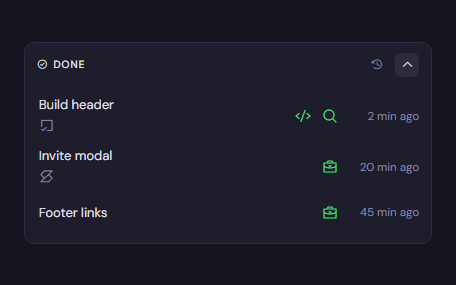 DONE
Build header
2 min ago
Invite modal
20 min ago
Footer links
45 min ago